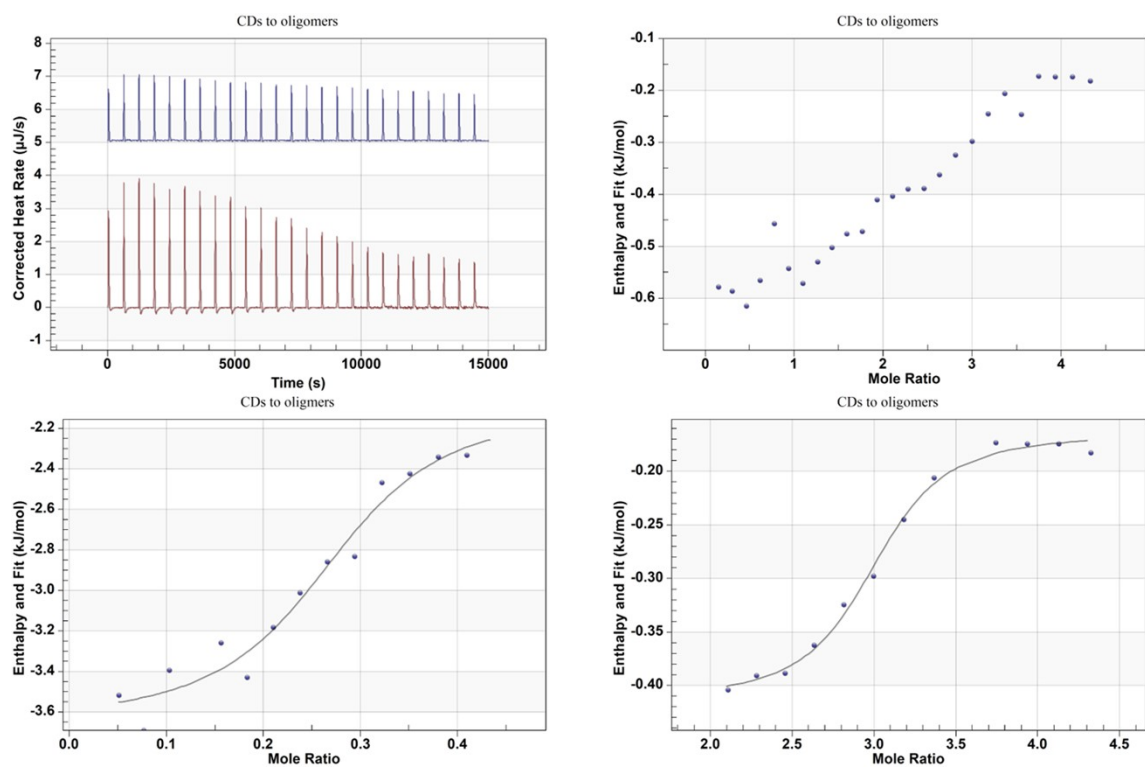 CDs to oligomers
8
7
6
5
4
3
2
1
0
-1
Corrected Heat Rate (µJ/s)
0 5000 10000 15000
Time (s)
CDs to oligomers
-0.1
-0.2
-0.3
-0.4
-0.5
-0.6
Enthalpy and Fit (kJ/mol)
0 1 2 3 4
Mole Ratio
CDs to oligmers
-2.2
-2.4
-2.6
-2.8
-3.0
-3.2
-3.4
-3.6
Enthalpy and Fit (kJ/mol)
0.0 0.1 0.2 0.3 0.4
Mole Ratio
CDs to oligomers
-0.20
-0.25
-0.30
-0.35
-0.40
Enthalpy and Fit (kJ/mol)
2.0 2.5 3.0 3.5 4.0 4.5
Mole Ratio